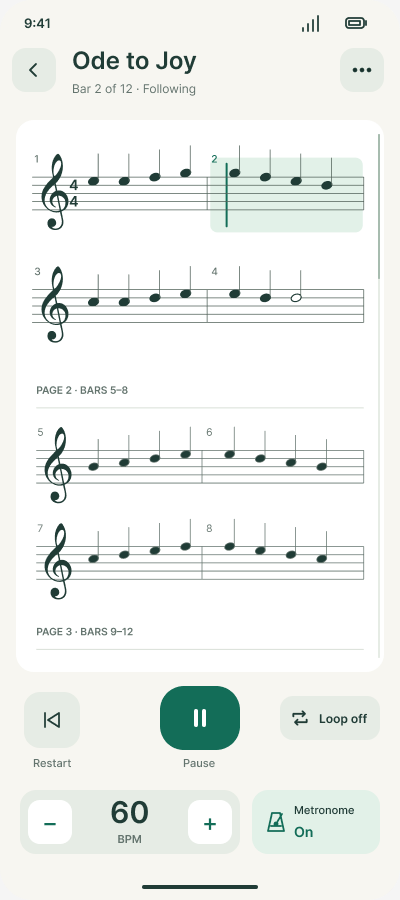 9:41
Ode to Joy
Bar 2 of 12 · Following
1
2
4
4
3
4
PAGE 2 · BARS 5–8
5
6
7
8
PAGE 3 · BARS 9–12
Restart
Pause
Loop off
60
BPM
Metronome
On